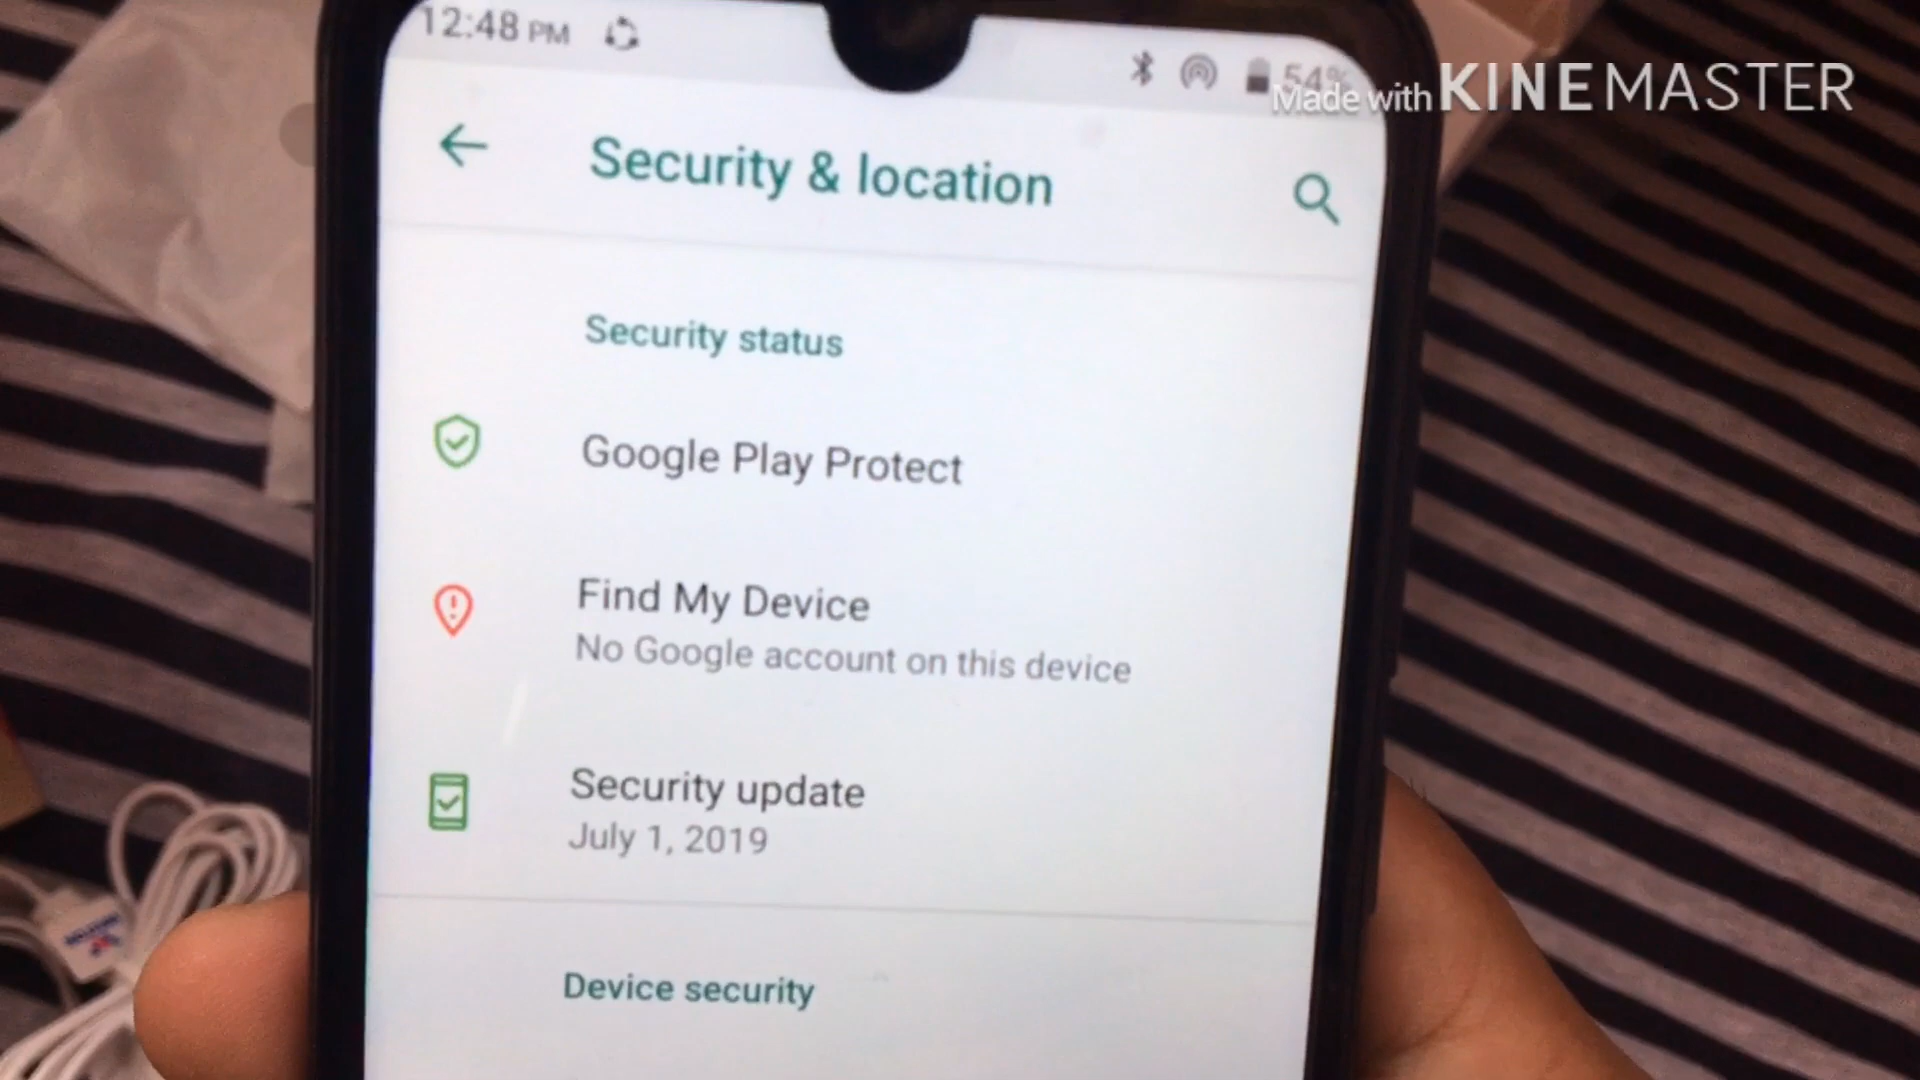 12:48 PM
54%
Made with KINEMASTER
Security & location
Security status
Google Play Protect
Find My Device
No Google account on this device
Security update
July 1, 2019
Device security